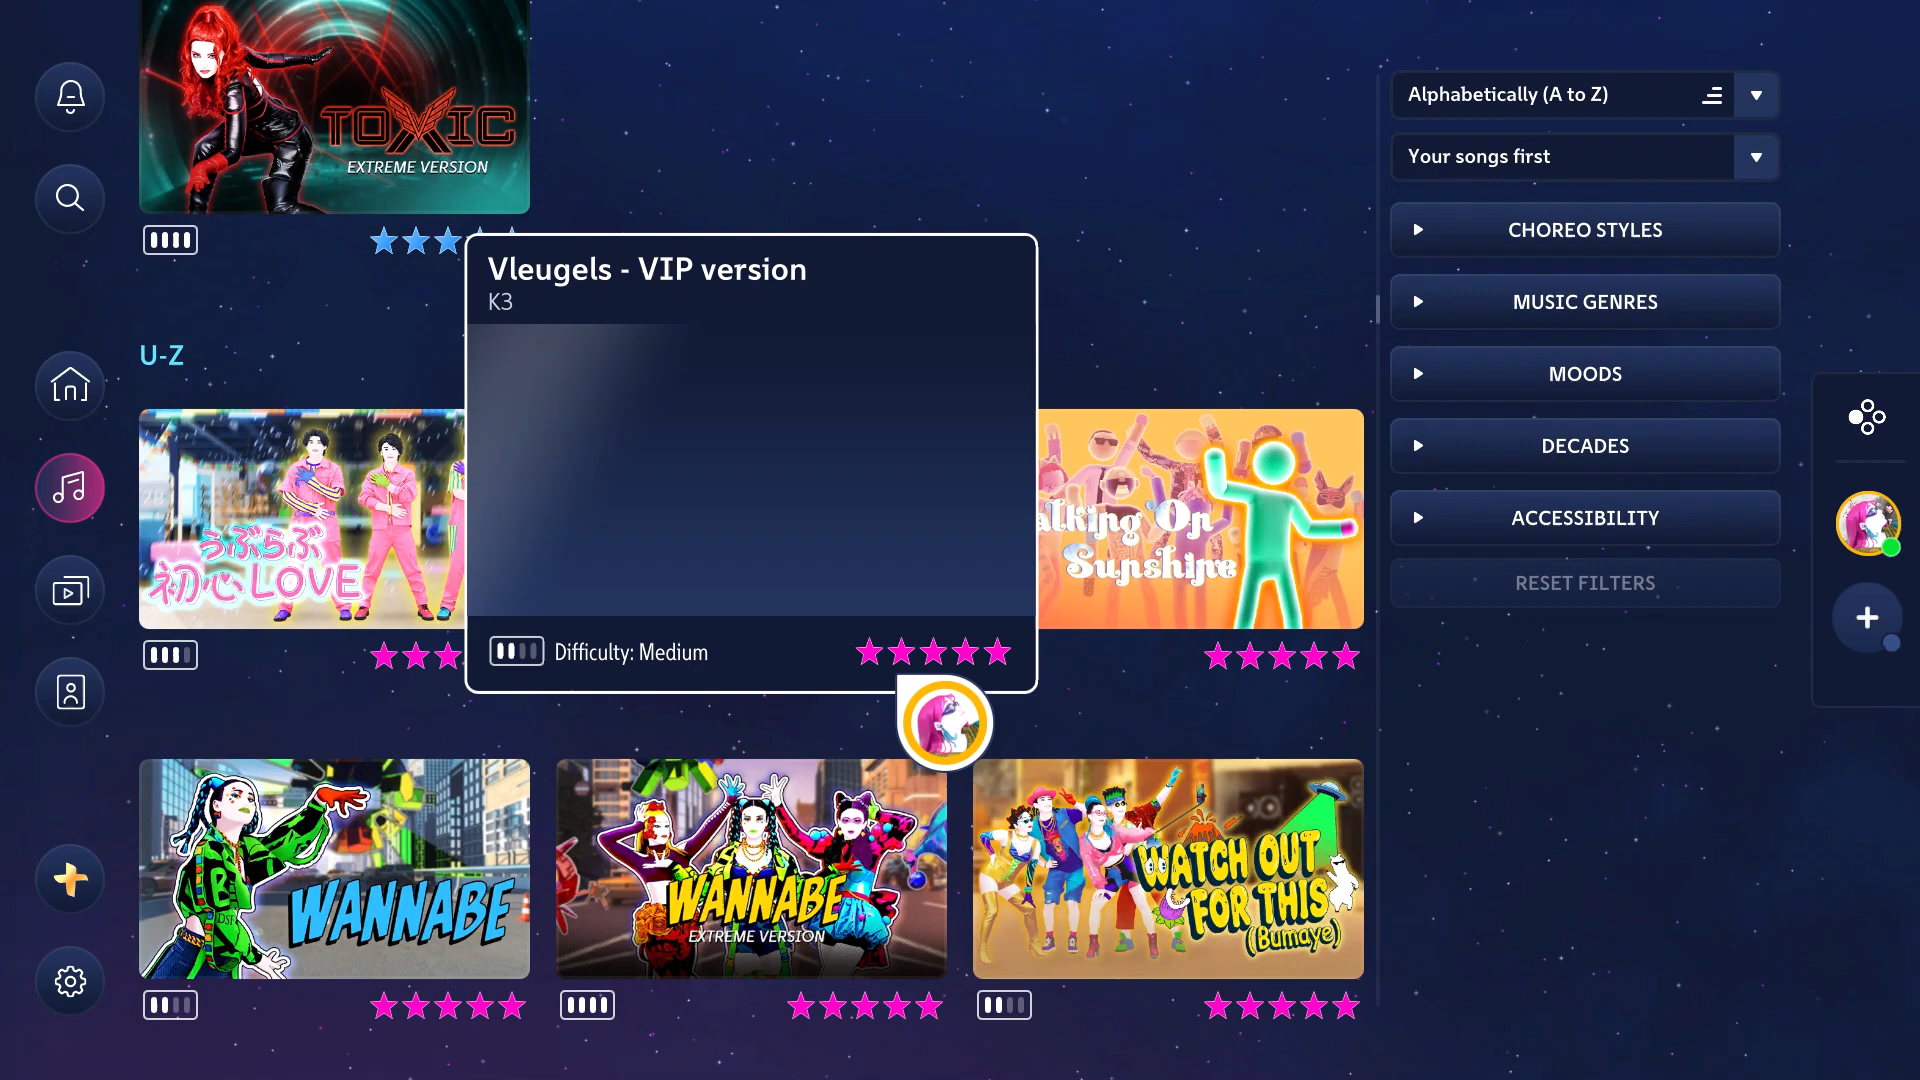 TOXIC
EXTREME VERSION
Alphabetically (A to Z)
Your songs first
CHOREO STYLES
MUSIC GENRES
MOODS
DECADES
ACCESSIBILITY
RESET FILTERS
U-Z
Vleugels - VIP version
K3
Difficulty: Medium
うぶらぶ
初心LOVE
alking On
Sunshine
WANNABE
WANNABE
EXTREME VERSION
WATCH OUT
FOR THIS
(Bumaye)